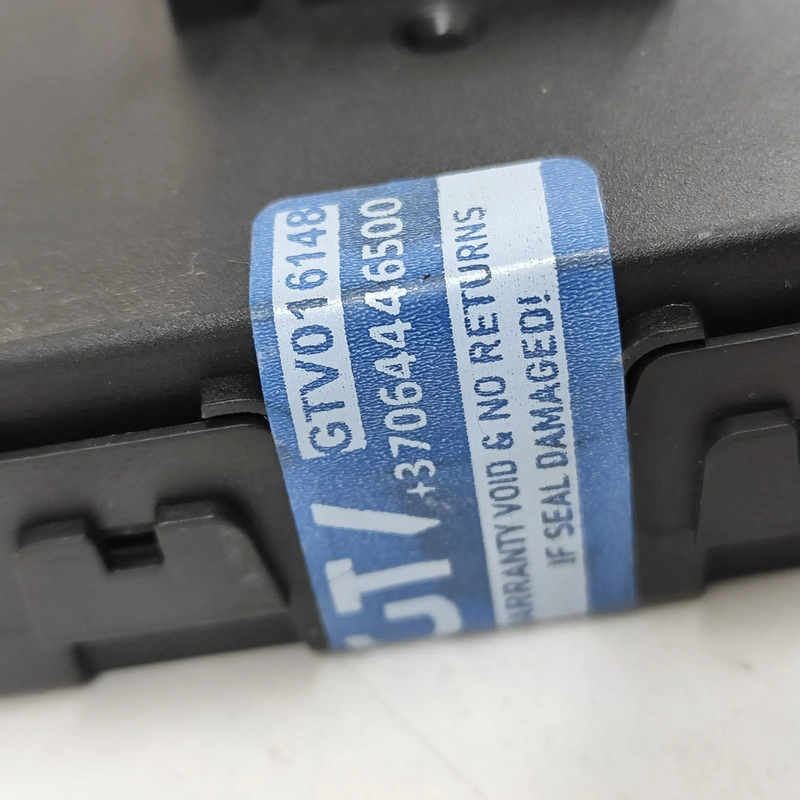 GTV016148
+37064446500
WARRANTY VOID & NO RETURNS
IF SEAL DAMAGED!